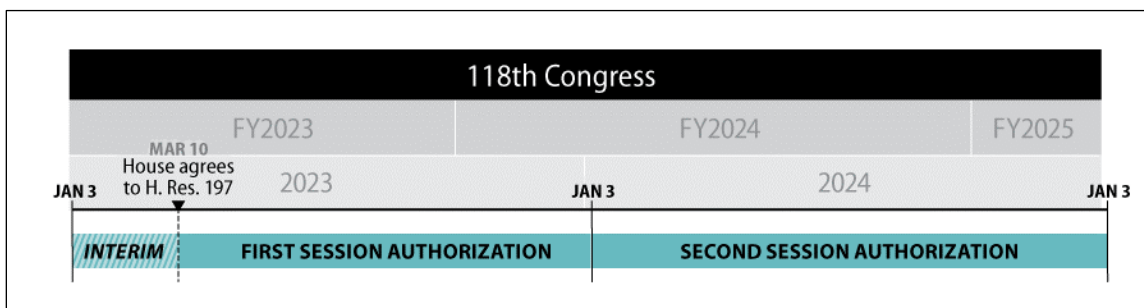 118th Congress
FY2023 FY2024 FY2025
MAR 10
House agrees
to H. Res. 197
2023 2024
JAN 3 JAN 3 JAN 3
INTERIM FIRST SESSION AUTHORIZATION SECOND SESSION AUTHORIZATION